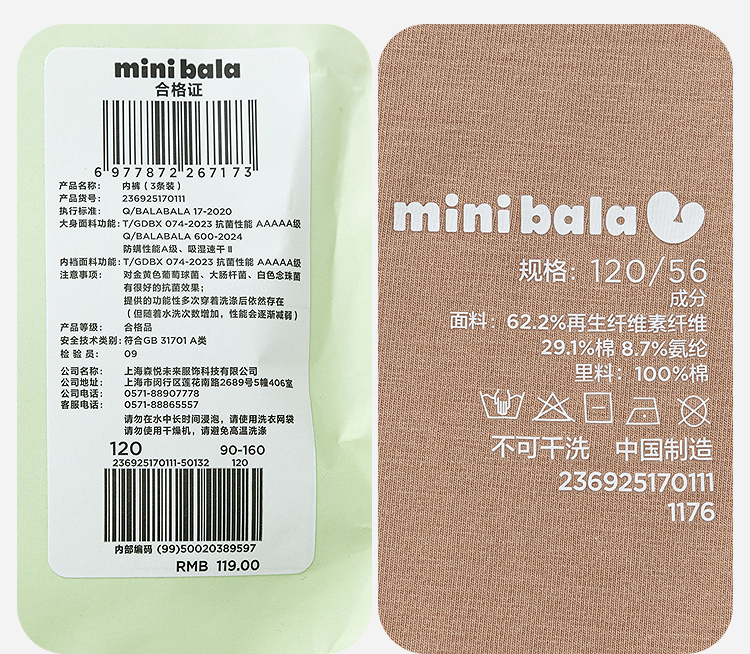 mini bala
合格证
6 977872 267173
产品名称： 内裤（3条装）
产品货号： 236925170111
执行标准： Q/BALABALA 17-2020
大身面料功能：T/GDBX 074-2023 抗菌性能 AAAAA级
Q/BALABALA 600-2024
防螨性能A级、吸湿速干 II
内裆面料功能：T/GDBX 074-2023 抗菌性能 AAAAA级
注意事项： 对金黄色葡萄球菌、大肠杆菌、白色念珠菌
有很好的抗菌效果；
提供的功能性多次穿着洗涤后依然存在
（但随着水洗次数增加，性能会逐渐减弱）
产品等级： 合格品
安全技术类别：符合GB 31701 A类
检 验 员： 09
公司名称： 上海森悦未来服饰科技有限公司
公司地址： 上海市闵行区莲花南路2689号5幢406室
公司电话： 0571-88907778
客服电话： 0571-88865557
请勿在水中长时间浸泡，请使用洗衣网袋
请勿使用干燥机，请避免高温洗涤
120 90-160
236925170111-50132 120
内部编码 (99)50020389597
RMB 119.00
mini bala
规格：120/56
成分
面料：62.2%再生纤维素纤维
29.1%棉 8.7%氨纶
里料：100%棉
不可干洗 中国制造
236925170111
1176